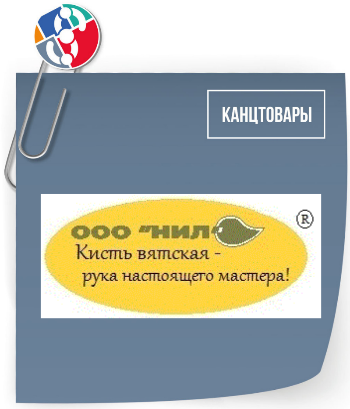 КАНЦТОВАРЫ
®
ООО "НИЛ"
Кисть вятская -
рука настоящего мастера!